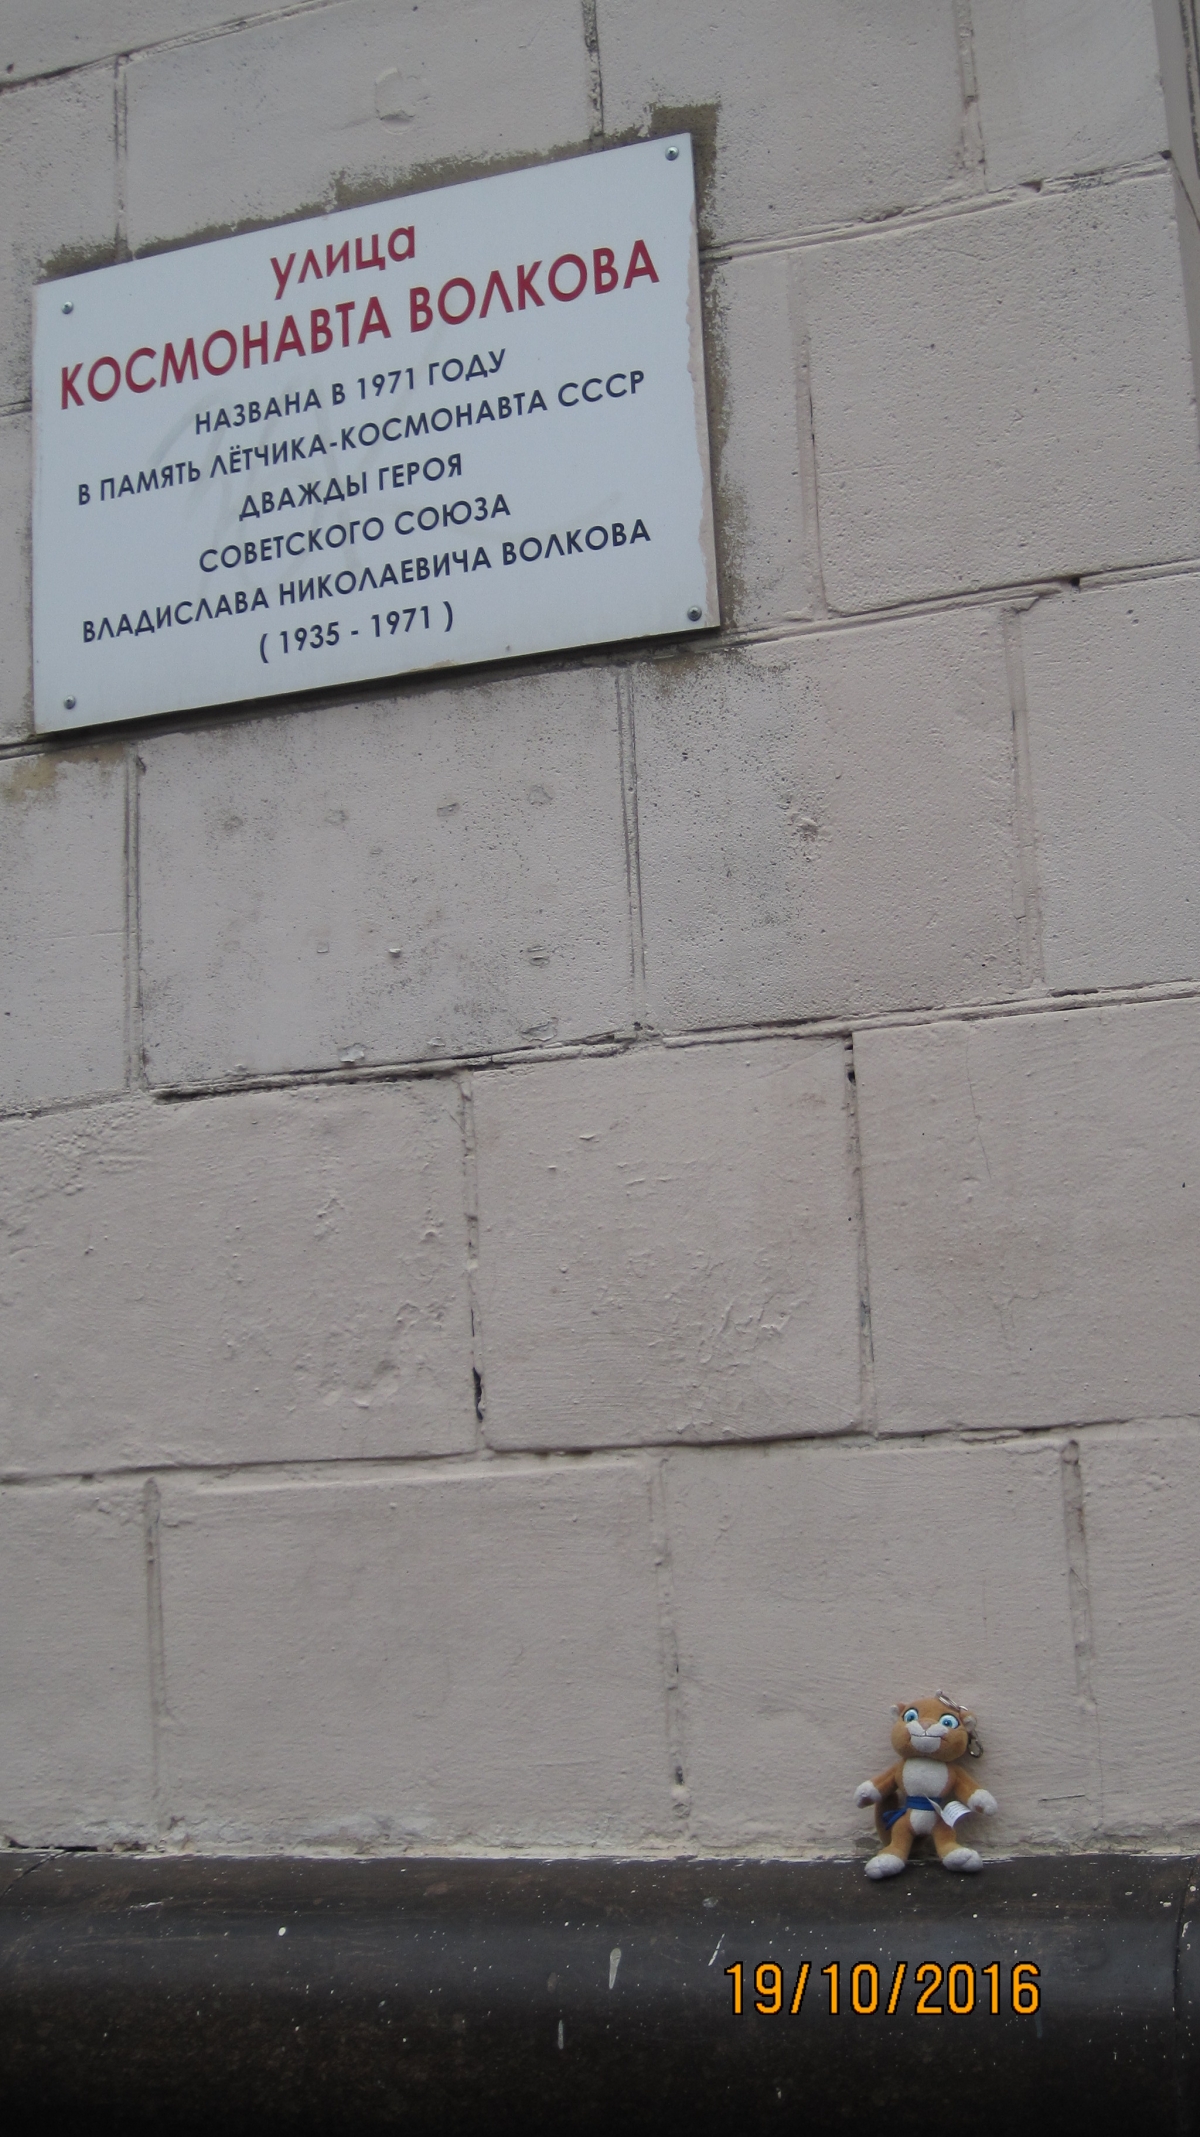 улица
КОСМОНАВТА ВОЛКОВА
НАЗВАНА В 1971 ГОДУ
В ПАМЯТЬ ЛЁТЧИКА-КОСМОНАВТА СССР
ДВАЖДЫ ГЕРОЯ
СОВЕТСКОГО СОЮЗА
ВЛАДИСЛАВА НИКОЛАЕВИЧА ВОЛКОВА
( 1935 - 1971 )
19/10/2016